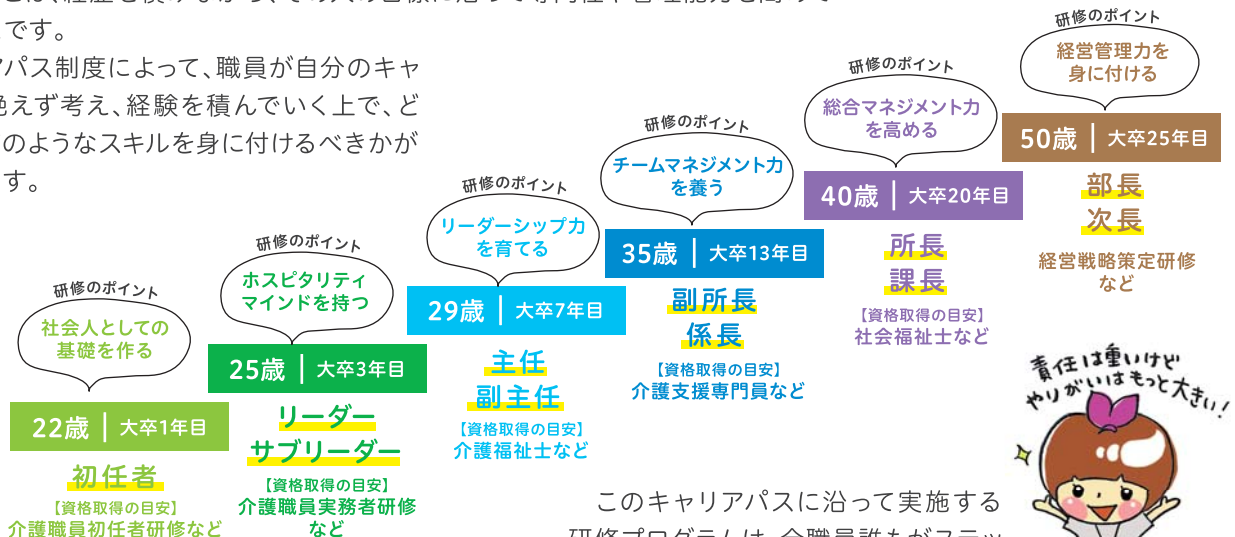 です。
パス制度によって、職員が自分のキャ
絶えず考え、経験を積んでいく上で、ど
のようなスキルを身に付けるべきかが
す。
研修のポイント
社会人としての
基礎を作る
22歳 | 大卒1年目
初任者
【資格取得の目安】
介護職員初任者研修など
研修のポイント
ホスピタリティ
マインドを持つ
25歳 | 大卒3年目
リーダー
サブリーダー
【資格取得の目安】
介護職員実務者研修
など
研修のポイント
リーダーシップ力
を育てる
29歳 | 大卒7年目
主任
副主任
【資格取得の目安】
介護福祉士など
研修のポイント
チームマネジメント力
を養う
35歳 | 大卒13年目
副所長
係長
【資格取得の目安】
介護支援専門員など
研修のポイント
総合マネジメント力
を高める
40歳 | 大卒20年目
所長
課長
【資格取得の目安】
社会福祉士など
研修のポイント
経営管理力を
身に付ける
50歳 | 大卒25年目
部長
次長
経営戦略策定研修
など
責任は重いけど
やりがいはもっと大きい!
このキャリアパスに沿って実施する